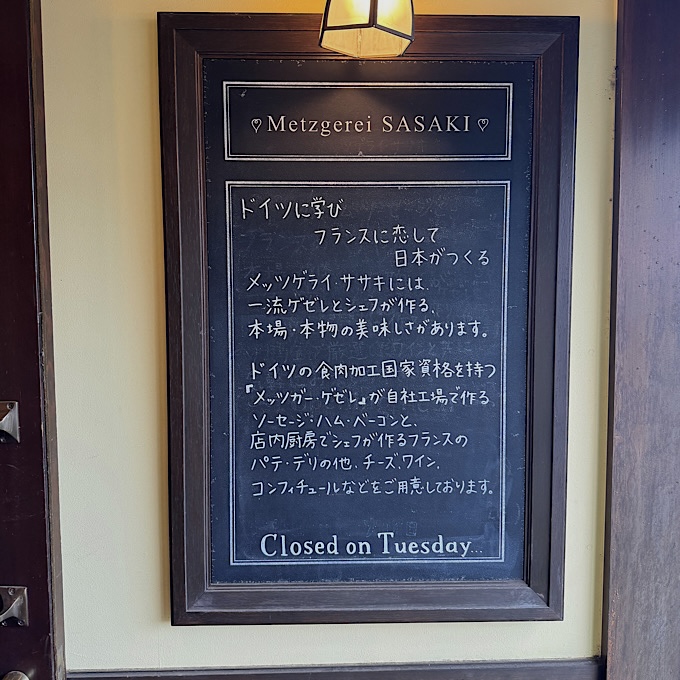 Metzgerei SASAKI
ドイツに学び
フランスに恋して
日本がつくる
メッツゲライ・ササキには、
一流ゲゼレとシェフが作る、
本場・本物の美味しさがあります。
ドイツの食肉加工国家資格を持つ
『メッツガー・ゲゼレ』が自社工場で作る
ソーセージ・ハム・ベーコンと、
店内厨房でシェフが作るフランスの
パテ・デリの他、チーズ、ワイン、
コンフィチュールなどをご用意しております。
Closed on Tuesday...